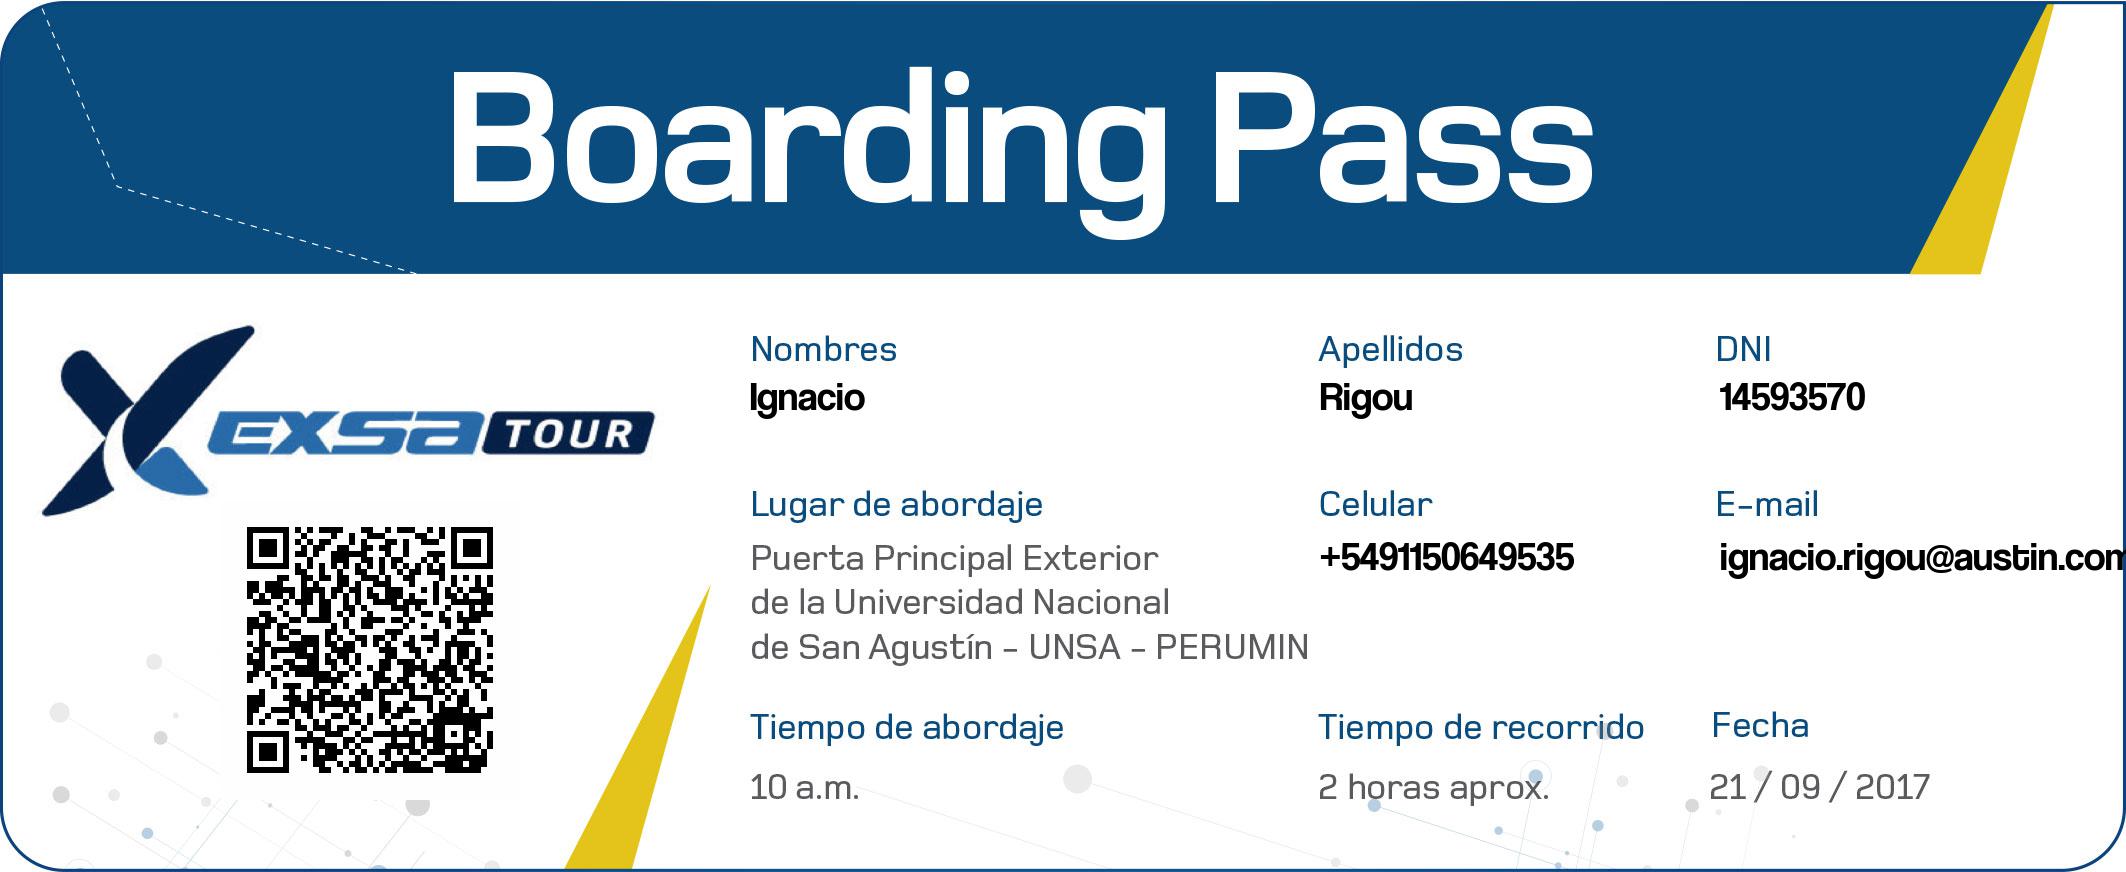 Boarding Pass
EXSA TOUR
Nombres
Ignacio
Apellidos
Rigou
DNI
14593570
Lugar de abordaje
Puerta Principal Exterior
de la Universidad Nacional
de San Agustín - UNSA - PERUMIN
Celular
+5491150649535
E-mail
ignacio.rigou@austin.com
Tiempo de abordaje
10 a.m.
Tiempo de recorrido
2 horas aprox.
Fecha
21 / 09 / 2017